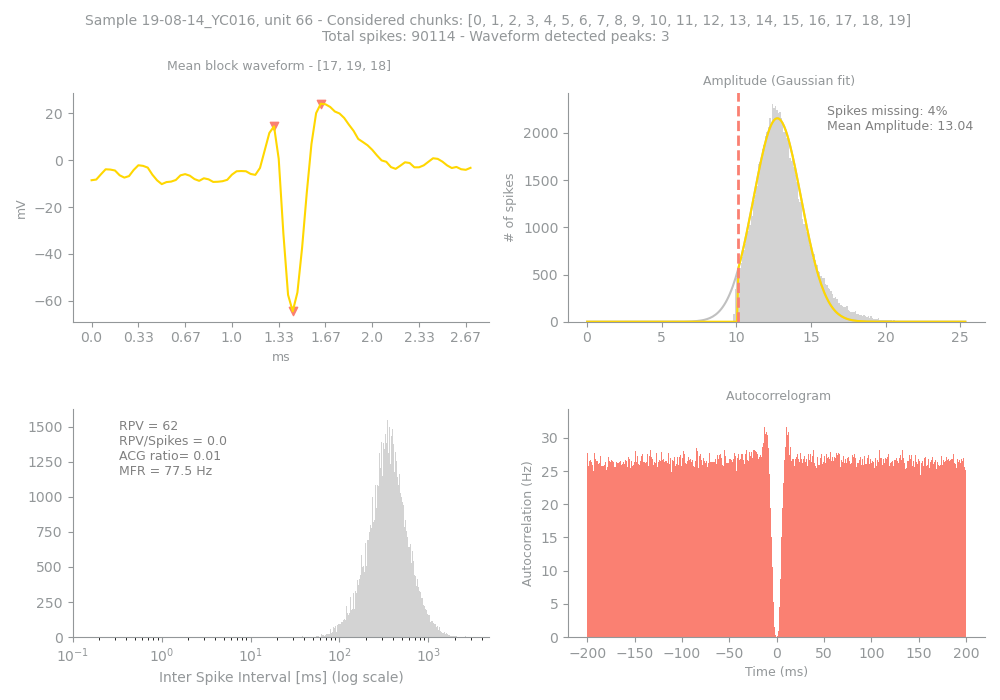 Sample 19-08-14_YC016, unit 66 - Considered chunks: [0, 1, 2, 3, 4, 5, 6, 7, 8, 9, 10, 11, 12, 13, 14, 15, 16, 17, 18, 19]
Total spikes: 90114 - Waveform detected peaks: 3
Mean block waveform - [17, 19, 18]
20
0
−20
−40
−60
mV
0.0 0.33 0.67 1.0 1.33 1.67 2.0 2.33 2.67
ms
Amplitude (Gaussian fit)
Spikes missing: 4%
Mean Amplitude: 13.04
2000
1500
1000
500
0
# of spikes
0 5 10 15 20 25
RPV = 62
RPV/Spikes = 0.0
ACG ratio= 0.01
MFR = 77.5 Hz
1500
1250
1000
750
500
250
0
10⁻¹ 10⁰ 10¹ 10² 10³
Inter Spike Interval [ms] (log scale)
Autocorrelogram
30
25
20
15
10
5
0
Autocorrelation (Hz)
−200 −150 −100 −50 0 50 100 150 200
Time (ms)